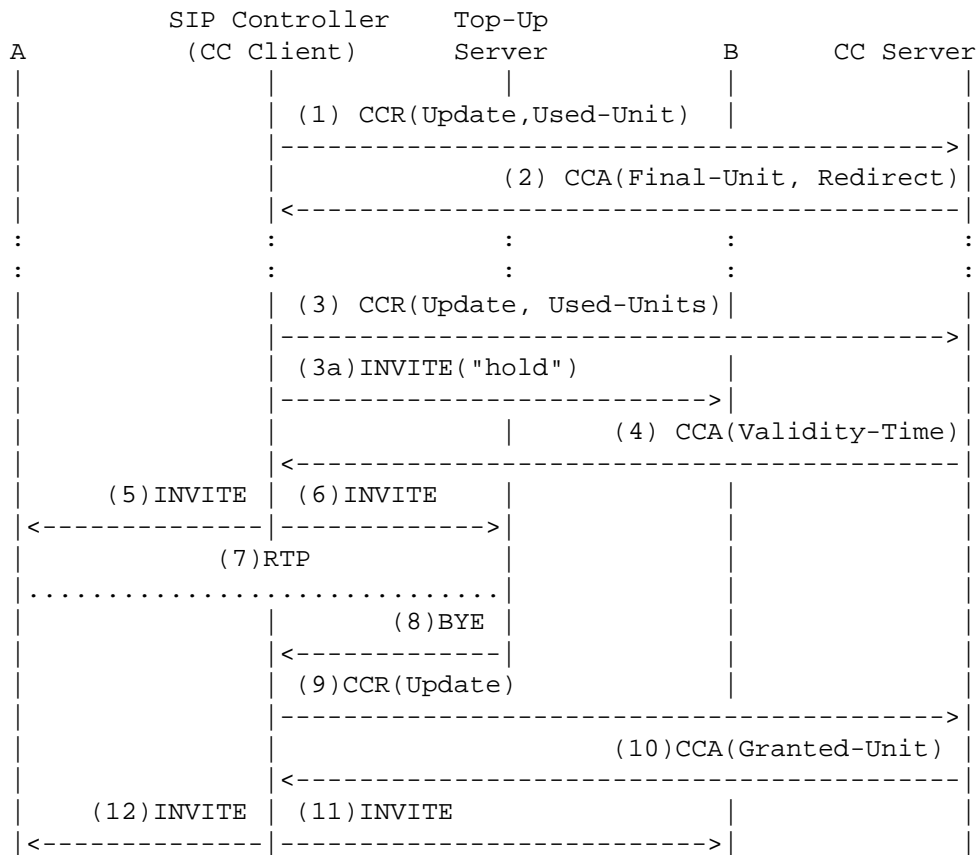 SIP Controller Top-Up
A (CC Client) Server B CC Server
(1) CCR(Update,Used-Unit)
(2) CCA(Final-Unit, Redirect)
(3) CCR(Update, Used-Units)
(3a)INVITE("hold")
(4) CCA(Validity-Time)
(5)INVITE (6)INVITE
(7)RTP
(8)BYE
(9)CCR(Update)
(10)CCA(Granted-Unit)
(12)INVITE (11)INVITE